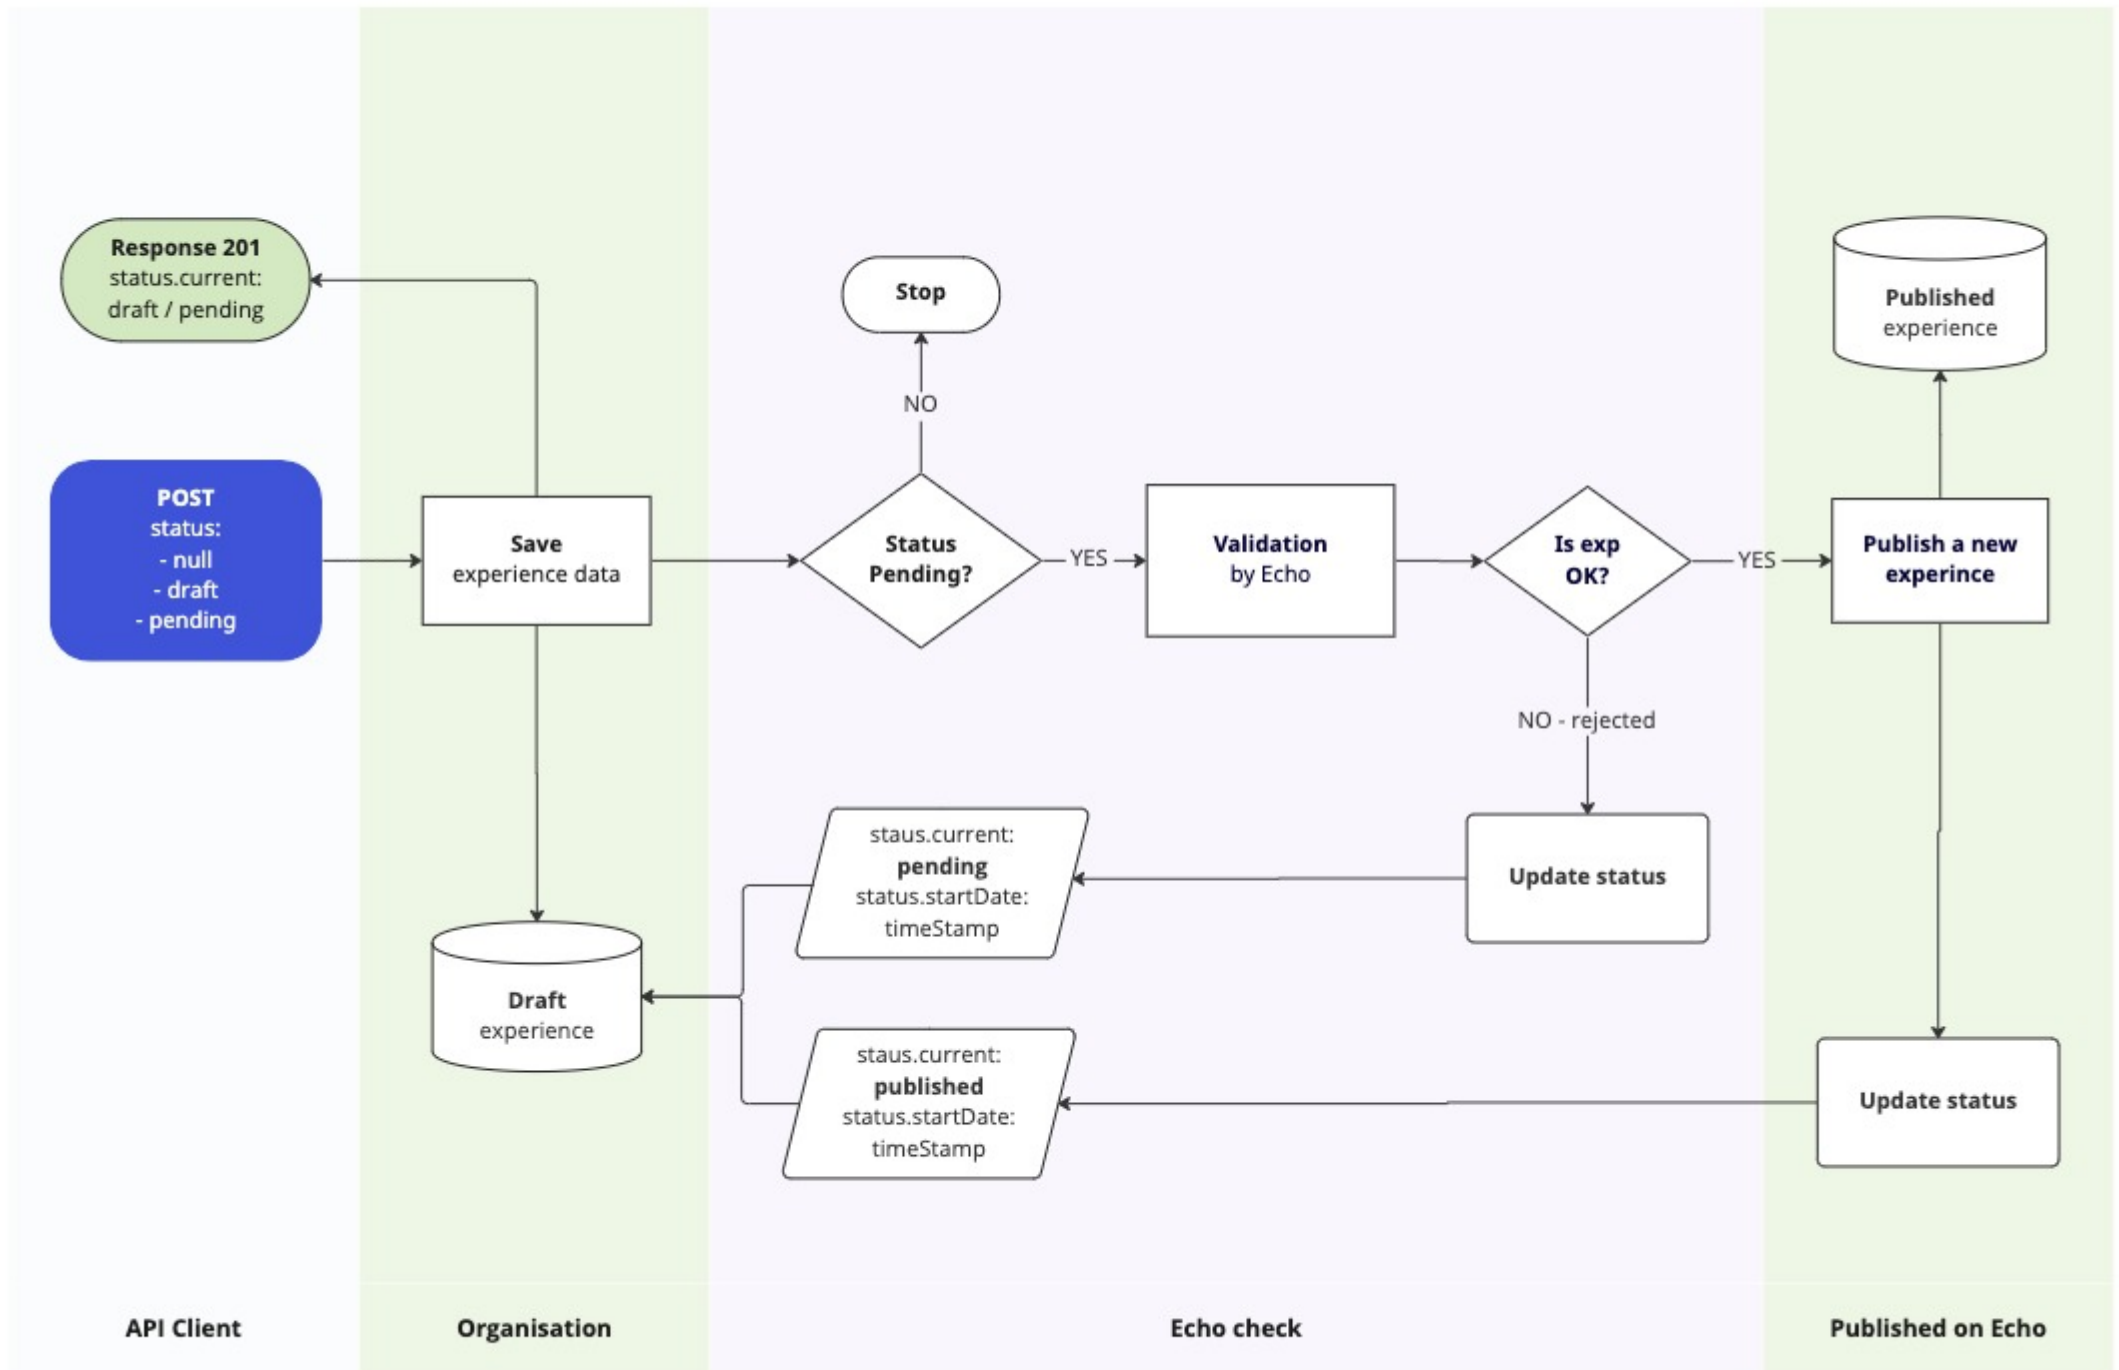 Response 201
status.current:
draft / pending
POST
status:
- null
- draft
- pending
Save
experience data
Stop
NO
Status
Pending?
YES
Validation
by Echo
Is exp
OK?
YES
Publish a new
experince
Published
experience
NO - rejected
Update status
staus.current:
pending
status.startDate:
timeStamp
Draft
experience
staus.current:
published
status.startDate:
timeStamp
Update status
API Client
Organisation
Echo check
Published on Echo